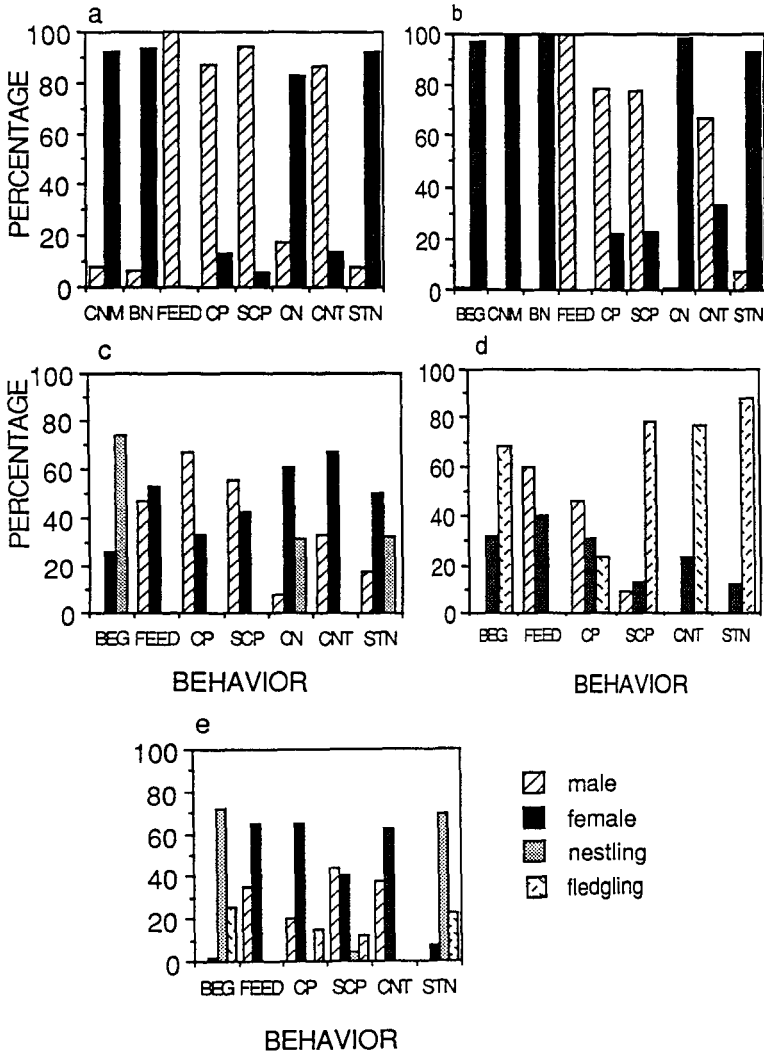 a
PERCENTAGE
100
80
60
40
20
0
CNM BN FEED CP SCP CN CNT STN
b
100
80
60
40
20
0
BEG CNM BN FEED CP SCP CN CNT STN
c
PERCENTAGE
100
80
60
40
20
0
BEG FEED CP SCP CN CNT STN
BEHAVIOR
d
100
80
60
40
20
0
BEG FEED CP SCP CNT STN
BEHAVIOR
e
100
80
60
40
20
0
BEG FEED CP SCP CNT STN
BEHAVIOR
male
female
nestling
fledgling